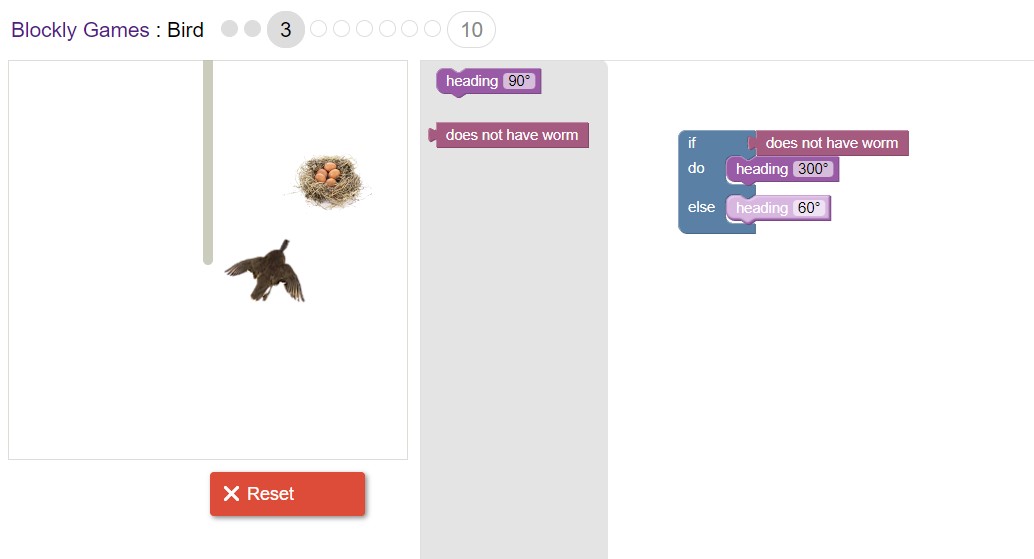 Blockly Games : Bird 3 10
heading 90°
does not have worm
if does not have worm
do heading 300°
else heading 60°
Reset